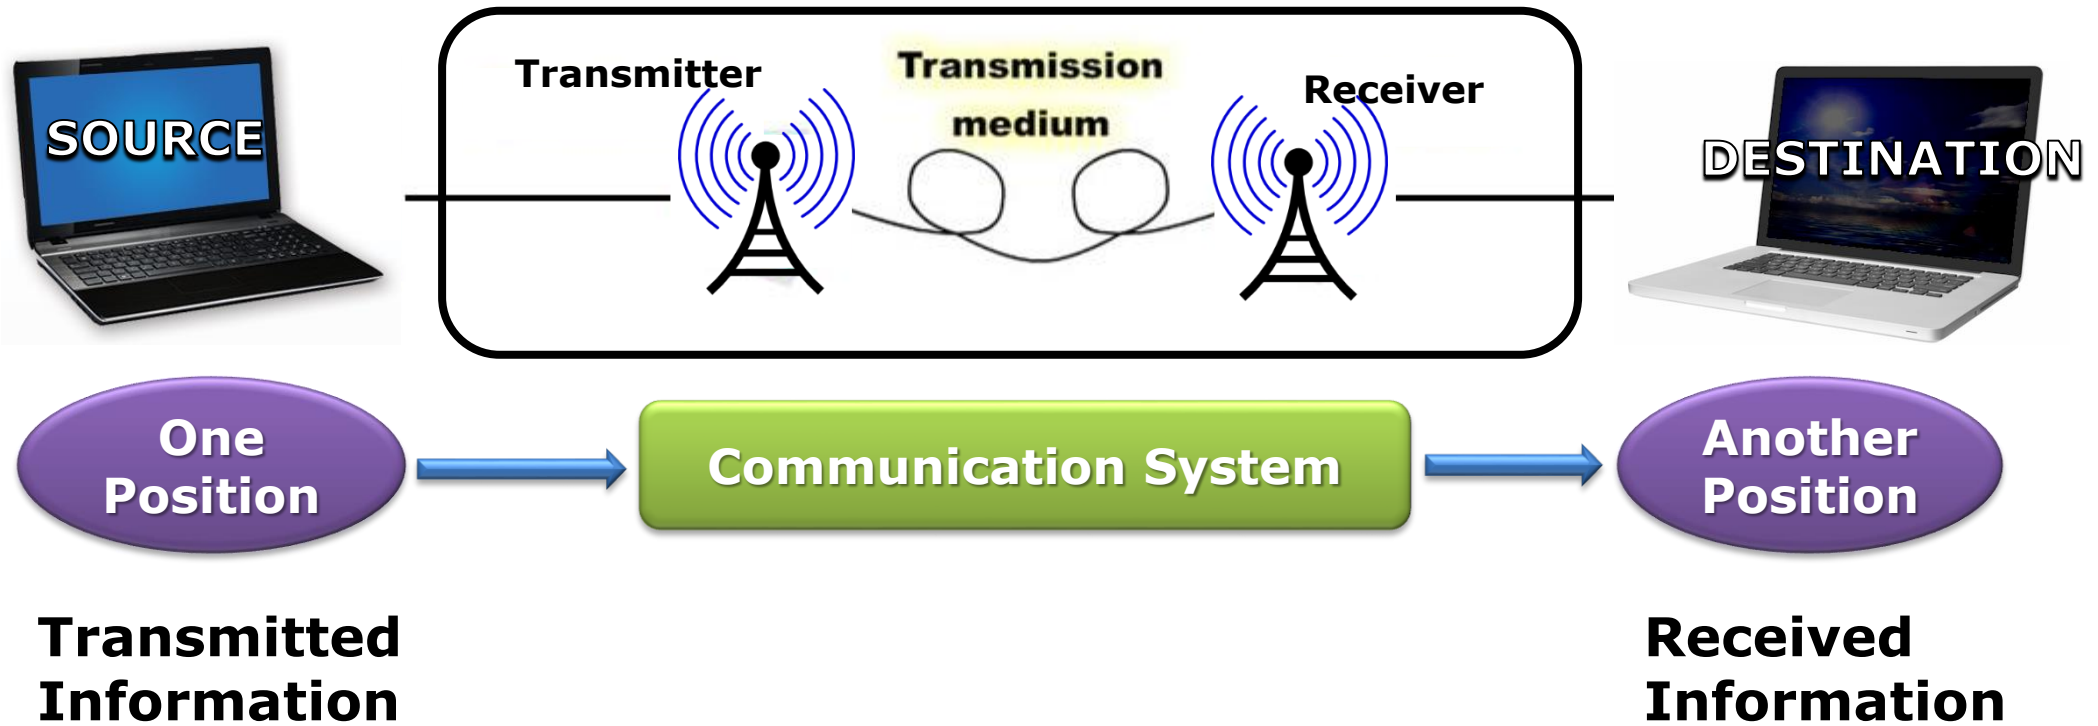 Transmitter
Transmission
medium
Receiver
SOURCE
DESTINATION
One
Position
Communication System
Another
Position
Transmitted
Information
Received
Information